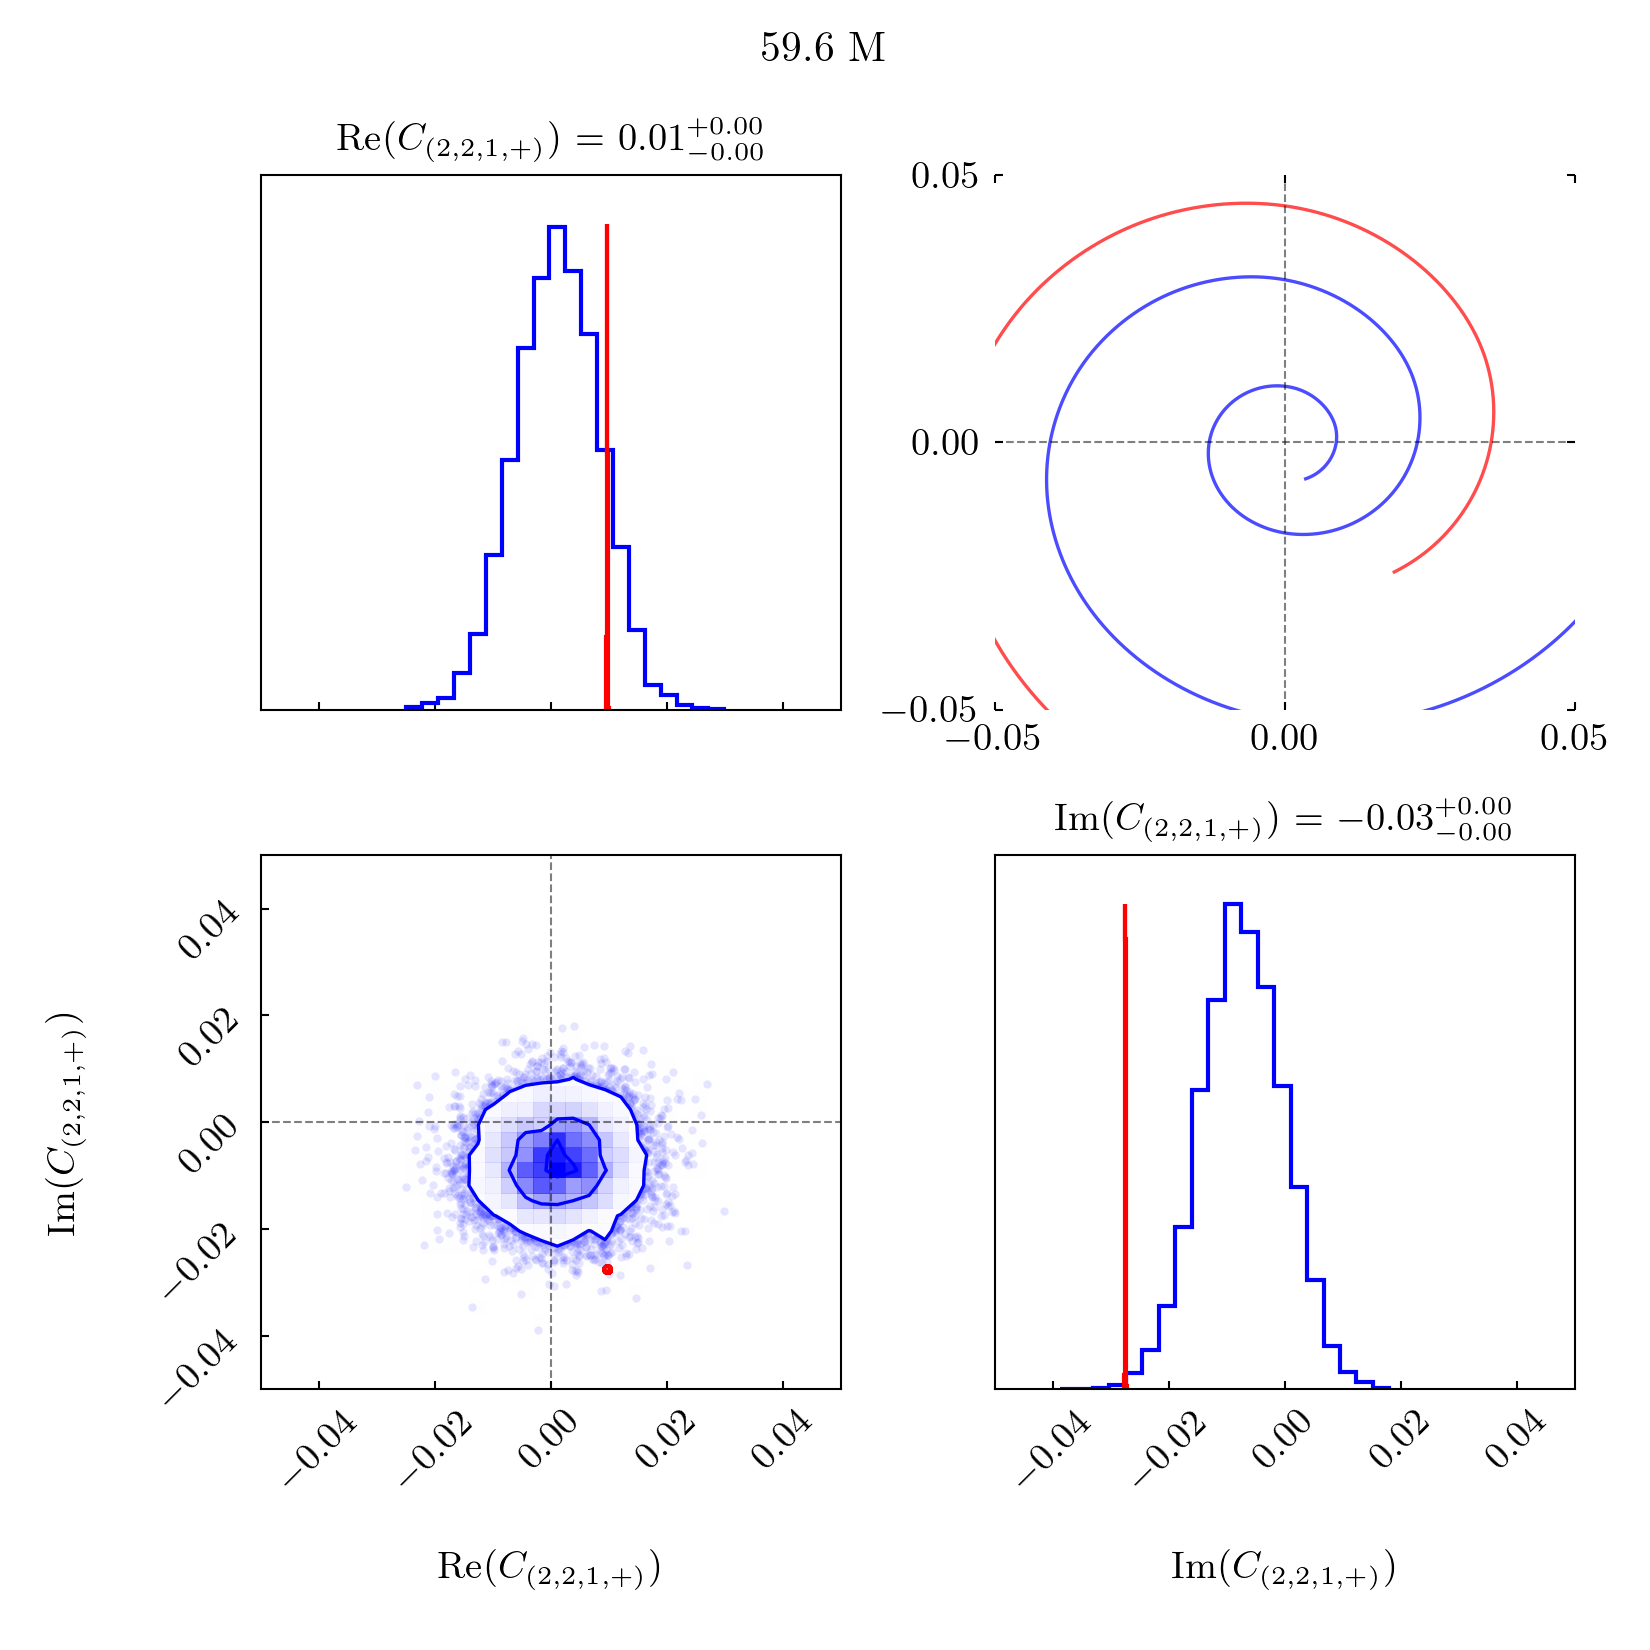 59.6 M
Re(C_{(2,2,1,+)}) = 0.01^{+0.00}_{−0.00}
0.05
0.00
−0.05
−0.05 0.00 0.05
Im(C_{(2,2,1,+)}) = −0.03^{+0.00}_{−0.00}
0.04
0.02
0.00
−0.02
−0.04
Im(C_{(2,2,1,+)})
−0.04 −0.02 0.00 0.02 0.04
−0.04 −0.02 0.00 0.02 0.04
Re(C_{(2,2,1,+)})
Im(C_{(2,2,1,+)})